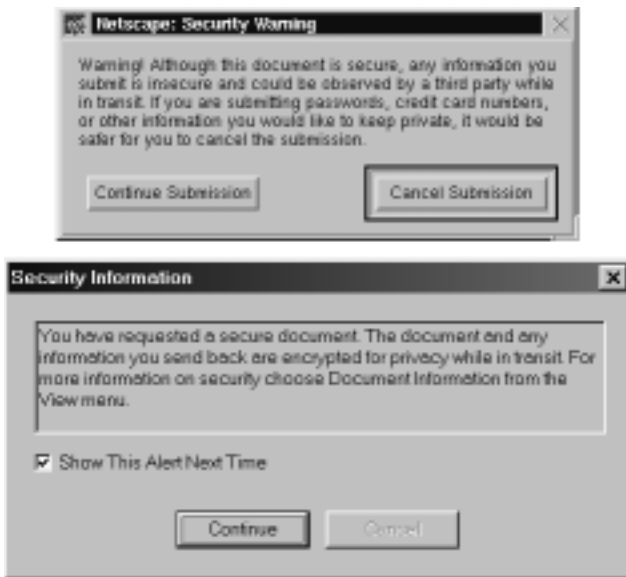 Netscape: Security Warning
Warning! Although this document is secure, any information you
submit is insecure and could be observed by a third party while
in transit. If you are submitting passwords, credit card numbers,
or other information you would like to keep private, it would be
safer for you to cancel the submission.
Continue Submission
Cancel Submission
Security Information
You have requested a secure document. The document and any
information you send back are encrypted for privacy while in transit. For
more information on security choose Document Information from the
View menu.
Show This Alert Next Time
Continue
Cancel